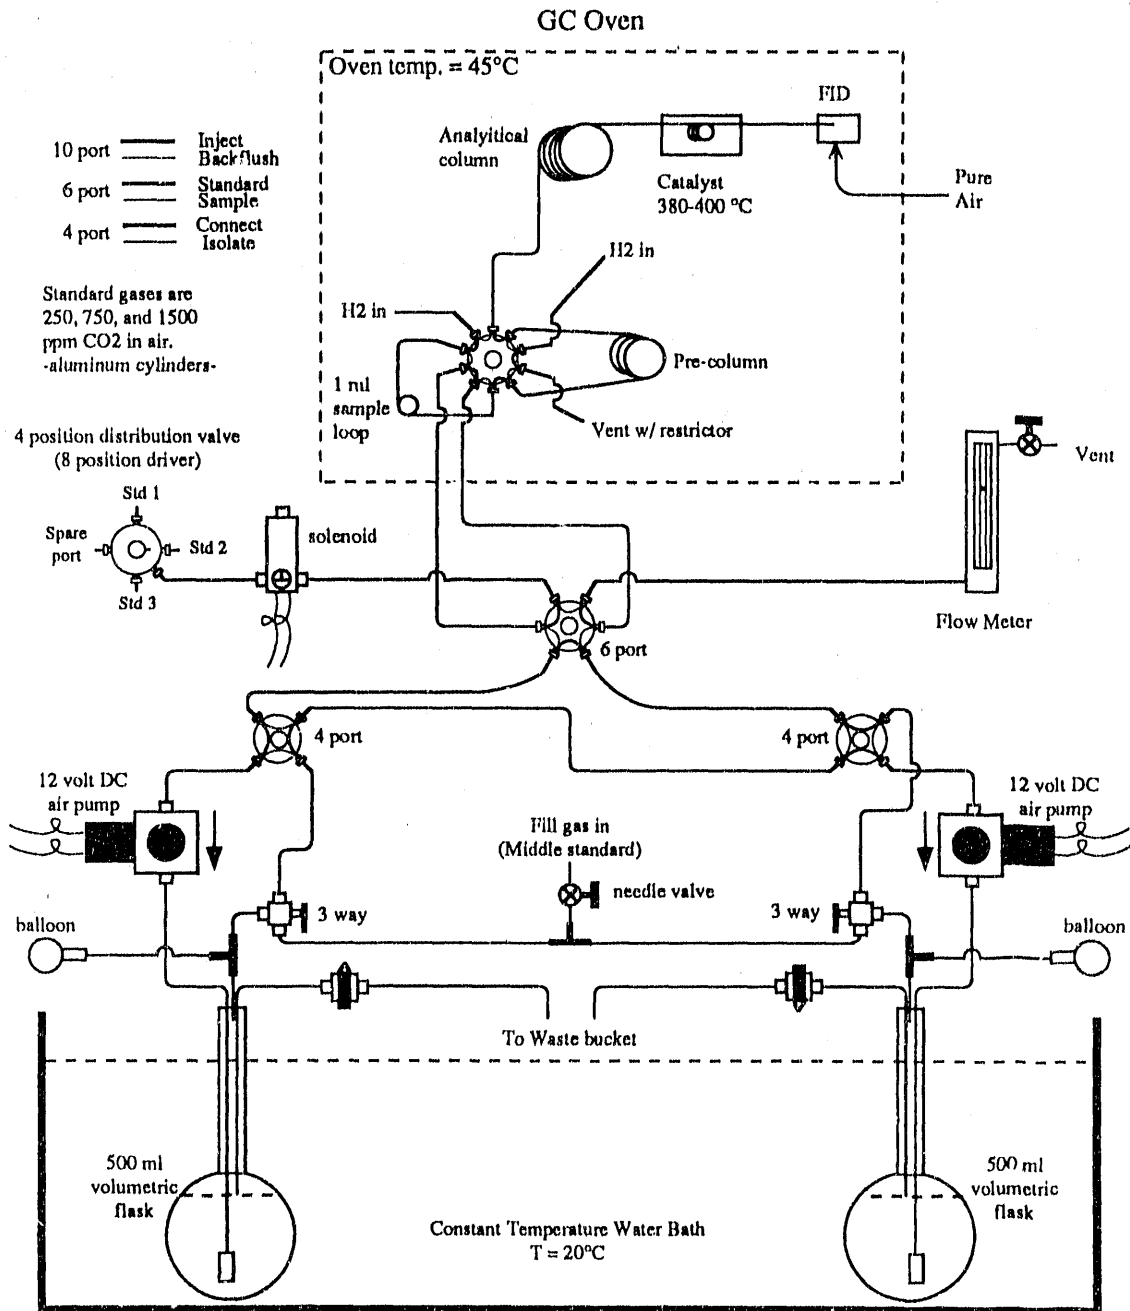 GC Oven
Oven temp. = 45°C
FID
Analyitical
column
Catalyst
380-400 °C
Pure
Air
10 port
Inject
Backflush
6 port
Standard
Sample
4 port
Connect
Isolate
H2 in
H2 in
Standard gases are
250, 750, and 1500
ppm CO2 in air.
-aluminum cylinders-
Pre-column
1 ml
sample
loop
Vent w/ restrictor
4 position distribution valve
(8 position driver)
Vent
Std 1
Spare
port
Std 2
Std 3
solenoid
Flow Meter
6 port
4 port
4 port
12 volt DC
air pump
12 volt DC
air pump
Fill gas in
(Middle standard)
needle valve
3 way
3 way
balloon
balloon
To Waste bucket
500 ml
volumetric
flask
500 ml
volumetric
flask
Constant Temperature Water Bath
T = 20°C